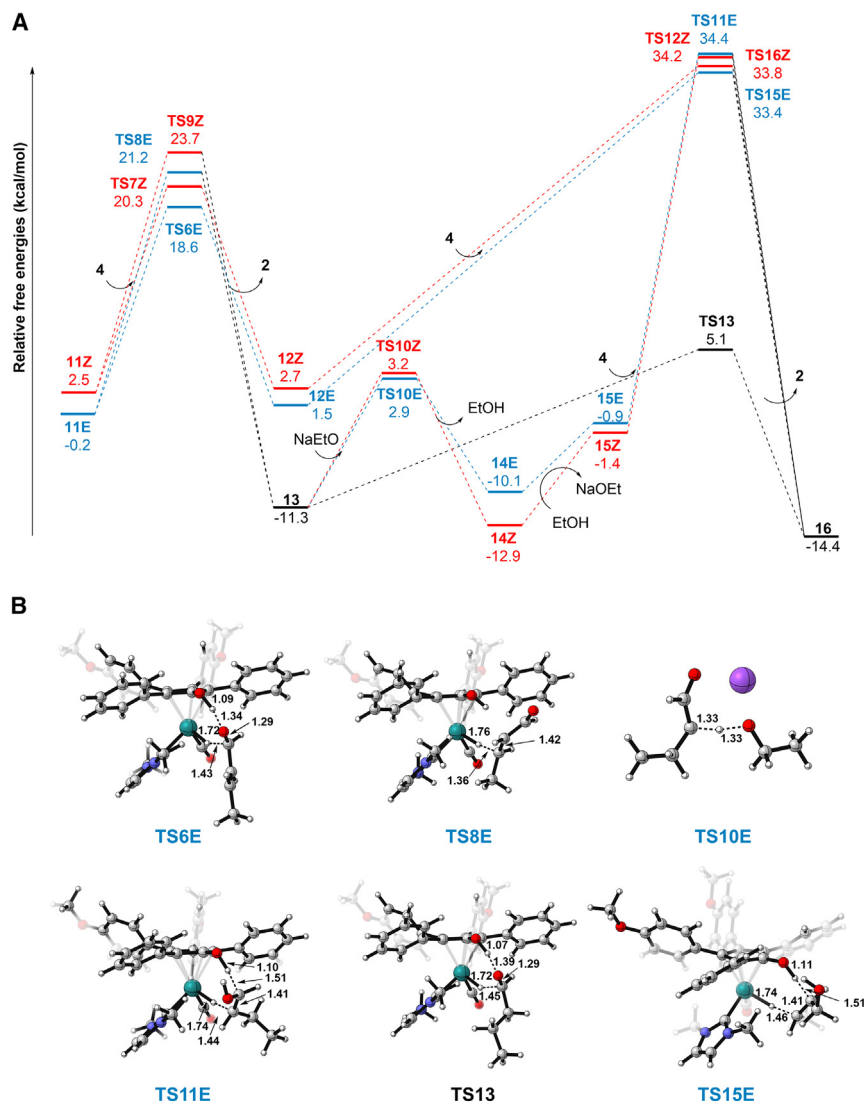 A
Relative free energies (kcal/mol)
TS11E
34.4
TS12Z
34.2
TS16Z
33.8
TS15E
33.4
TS9Z
23.7
TS8E
21.2
TS7Z
20.3
TS6E
18.6
4
2
4
11Z
2.5
11E
-0.2
12Z
2.7
12E
1.5
TS10Z
3.2
TS10E
2.9
TS13
5.1
4
2
NaEtO
EtOH
15E
-0.9
15Z
-1.4
14E
-10.1
NaOEt
EtOH
13
-11.3
14Z
-12.9
16
-14.4
B
1.09
1.34
1.72
1.29
1.43
TS6E
1.76
1.42
1.36
TS8E
1.33
1.33
TS10E
1.10
1.51
1.41
1.74
1.44
TS11E
1.07
1.39
1.72
1.29
1.45
TS13
1.11
1.74
1.41
1.51
1.46
TS15E